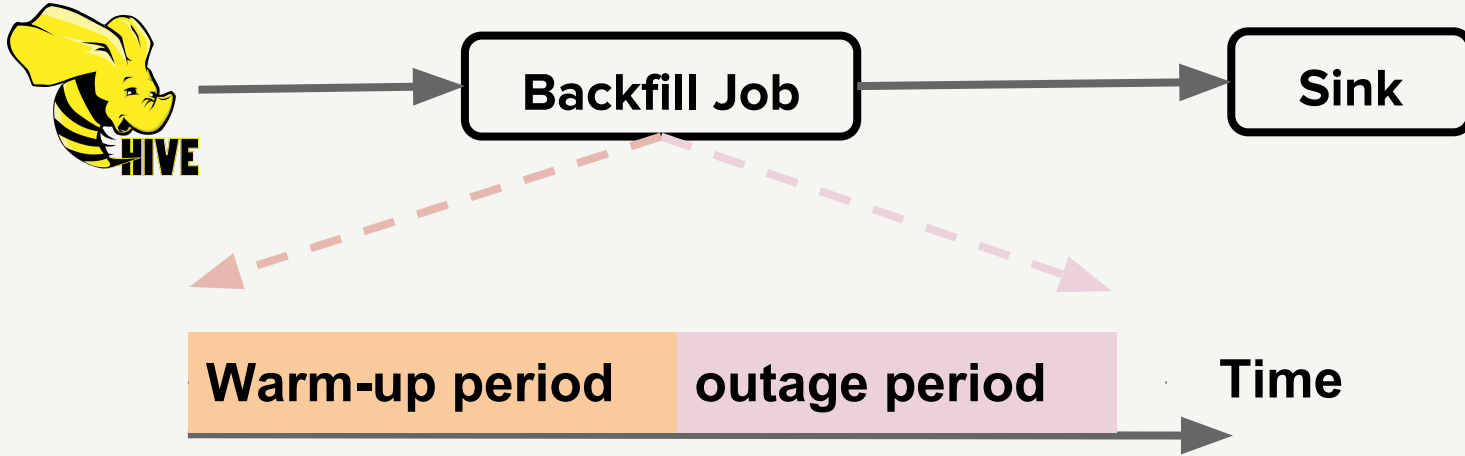 HIVE
Backfill Job
Sink
Warm-up period
outage period
Time